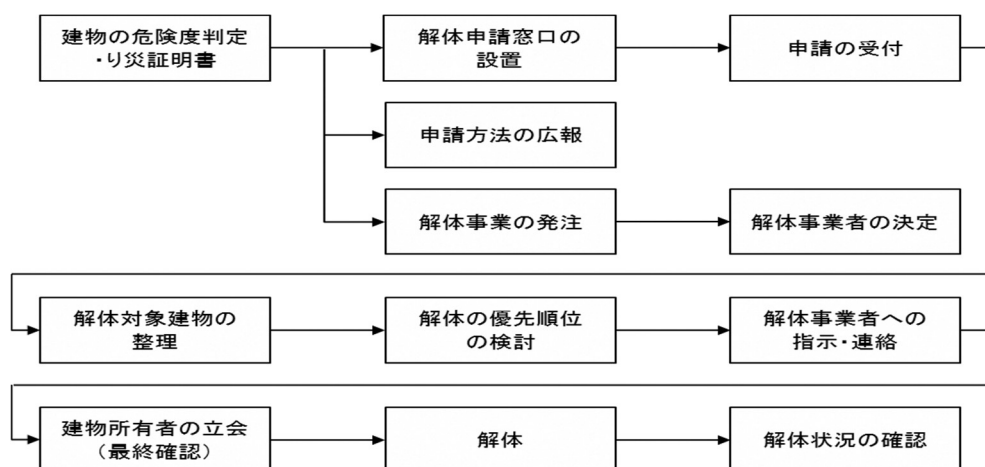 建物の危険度判定
・り災証明書
解体申請窓口の
設置
申請の受付
申請方法の広報
解体事業の発注
解体事業者の決定
解体対象建物の
整理
解体の優先順位
の検討
解体事業者への
指示・連絡
建物所有者の立会
（最終確認）
解体
解体状況の確認